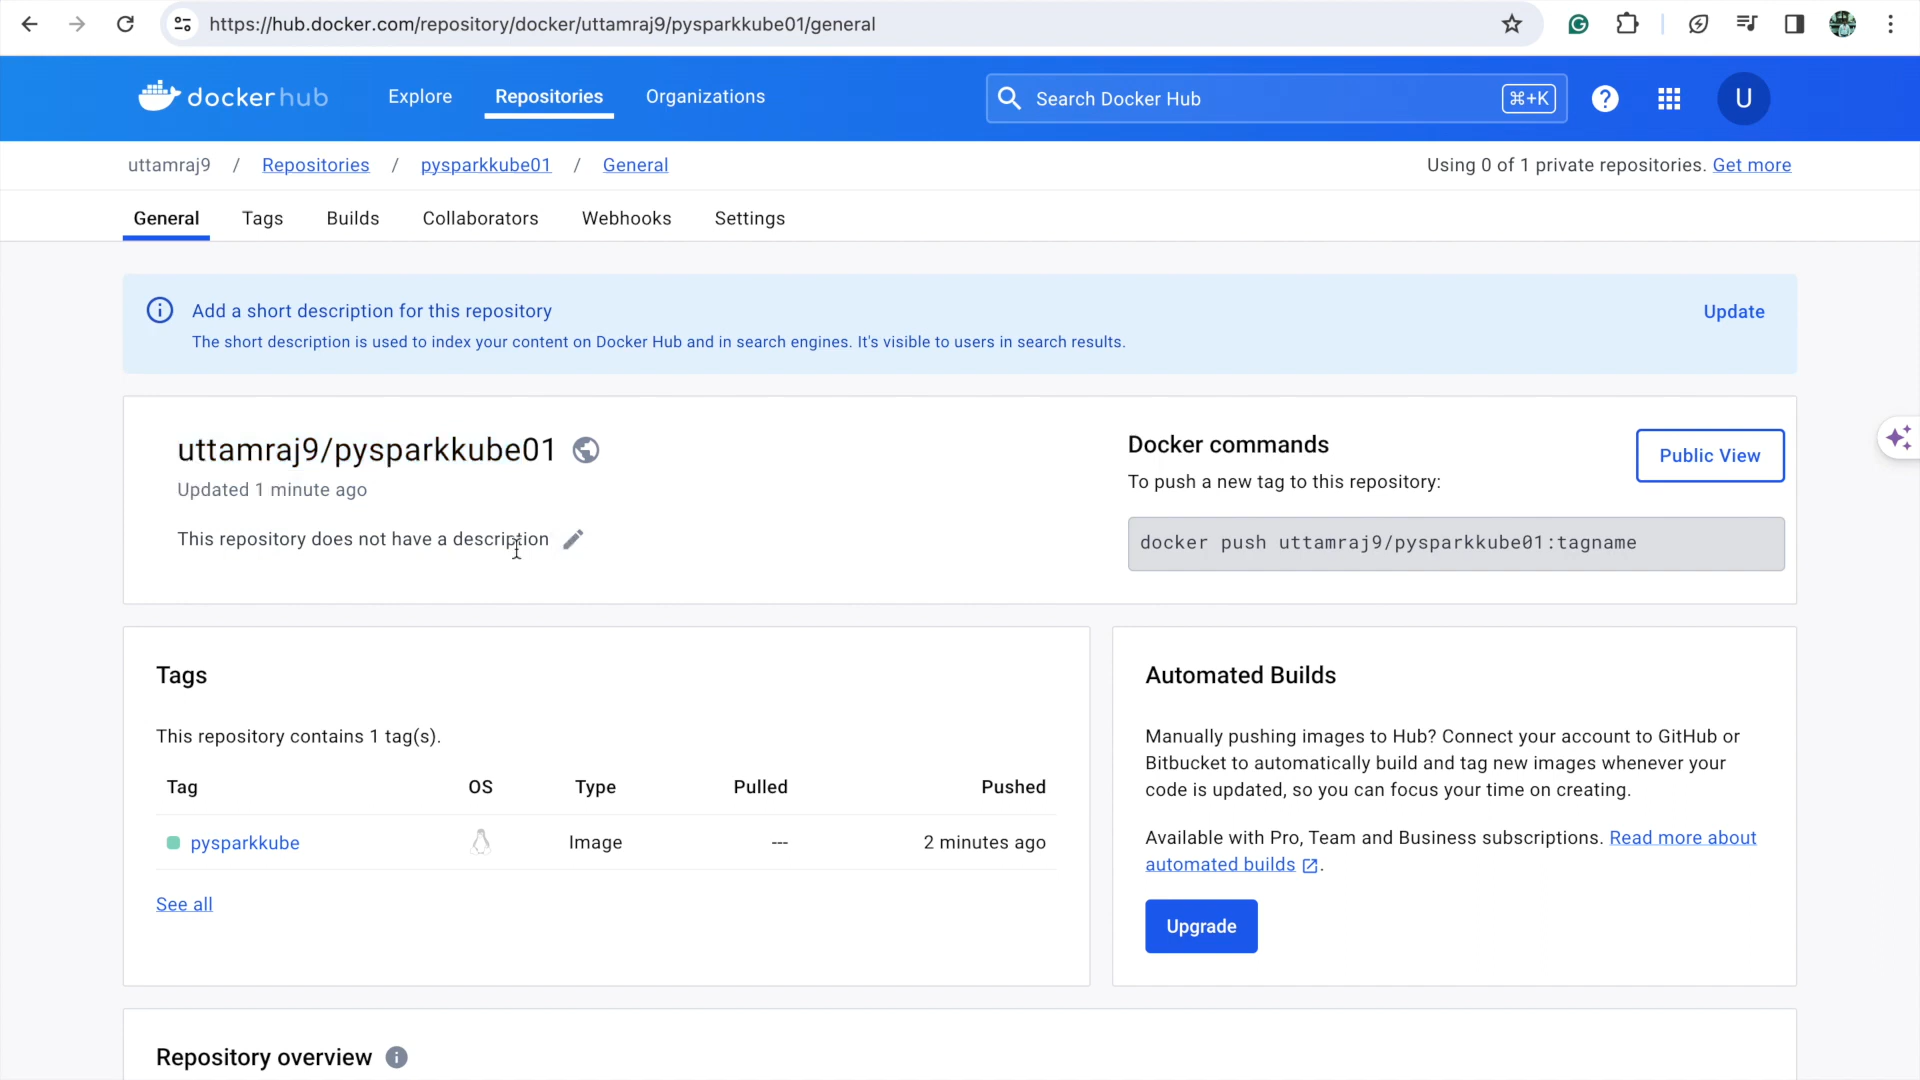 https://hub.docker.com/repository/docker/uttamraj9/pysparkkube01/general
docker hub
Explore
Repositories
Organizations
Search Docker Hub
⌘+K
?
U
uttamraj9 / Repositories / pysparkkube01 / General
Using 0 of 1 private repositories. Get more
General
Tags
Builds
Collaborators
Webhooks
Settings
Add a short description for this repository
The short description is used to index your content on Docker Hub and in search engines. It's visible to users in search results.
Update
uttamraj9/pysparkkube01
Updated 1 minute ago
This repository does not have a description
Docker commands
To push a new tag to this repository:
Public View
docker push uttamraj9/pysparkkube01:tagname
Tags
This repository contains 1 tag(s).
Tag OS Type Pulled Pushed
pysparkkube Image --- 2 minutes ago
See all
Automated Builds
Manually pushing images to Hub? Connect your account to GitHub or
Bitbucket to automatically build and tag new images whenever your
code is updated, so you can focus your time on creating.
Available with Pro, Team and Business subscriptions. Read more about
automated builds .
Upgrade
Repository overview